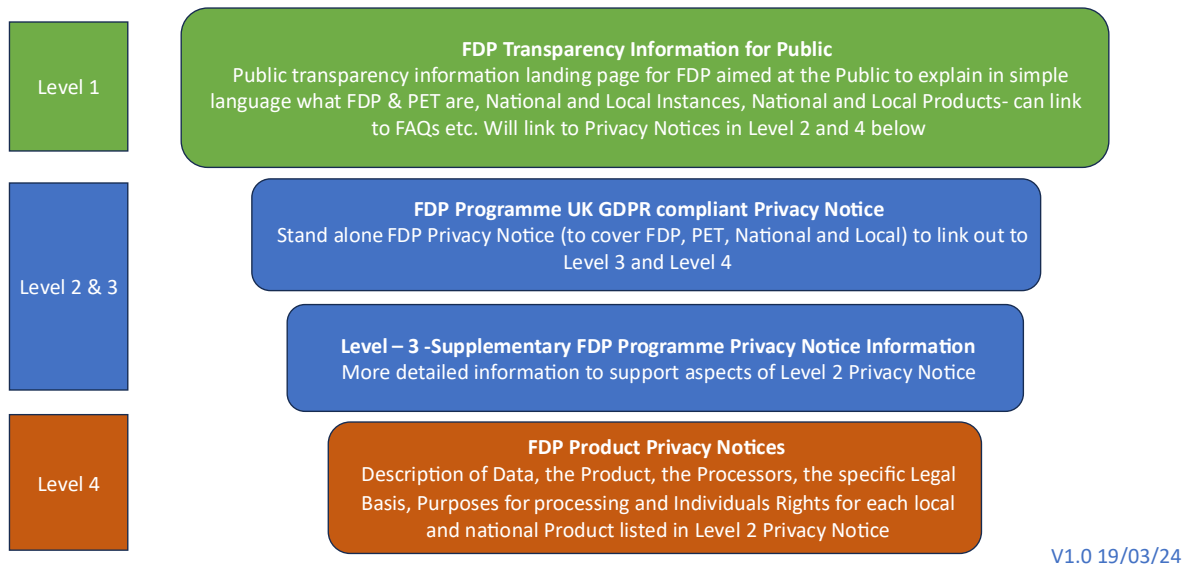 Level 1
FDP Transparency Information for Public
Public transparency information landing page for FDP aimed at the Public to explain in simple
language what FDP & PET are, National and Local Instances, National and Local Products- can link
to FAQs etc. Will link to Privacy Notices in Level 2 and 4 below
Level 2 & 3
FDP Programme UK GDPR compliant Privacy Notice
Stand alone FDP Privacy Notice (to cover FDP, PET, National and Local) to link out to
Level 3 and Level 4
Level – 3 -Supplementary FDP Programme Privacy Notice Information
More detailed information to support aspects of Level 2 Privacy Notice
Level 4
FDP Product Privacy Notices
Description of Data, the Product, the Processors, the specific Legal
Basis, Purposes for processing and Individuals Rights for each local
and national Product listed in Level 2 Privacy Notice
V1.0 19/03/24